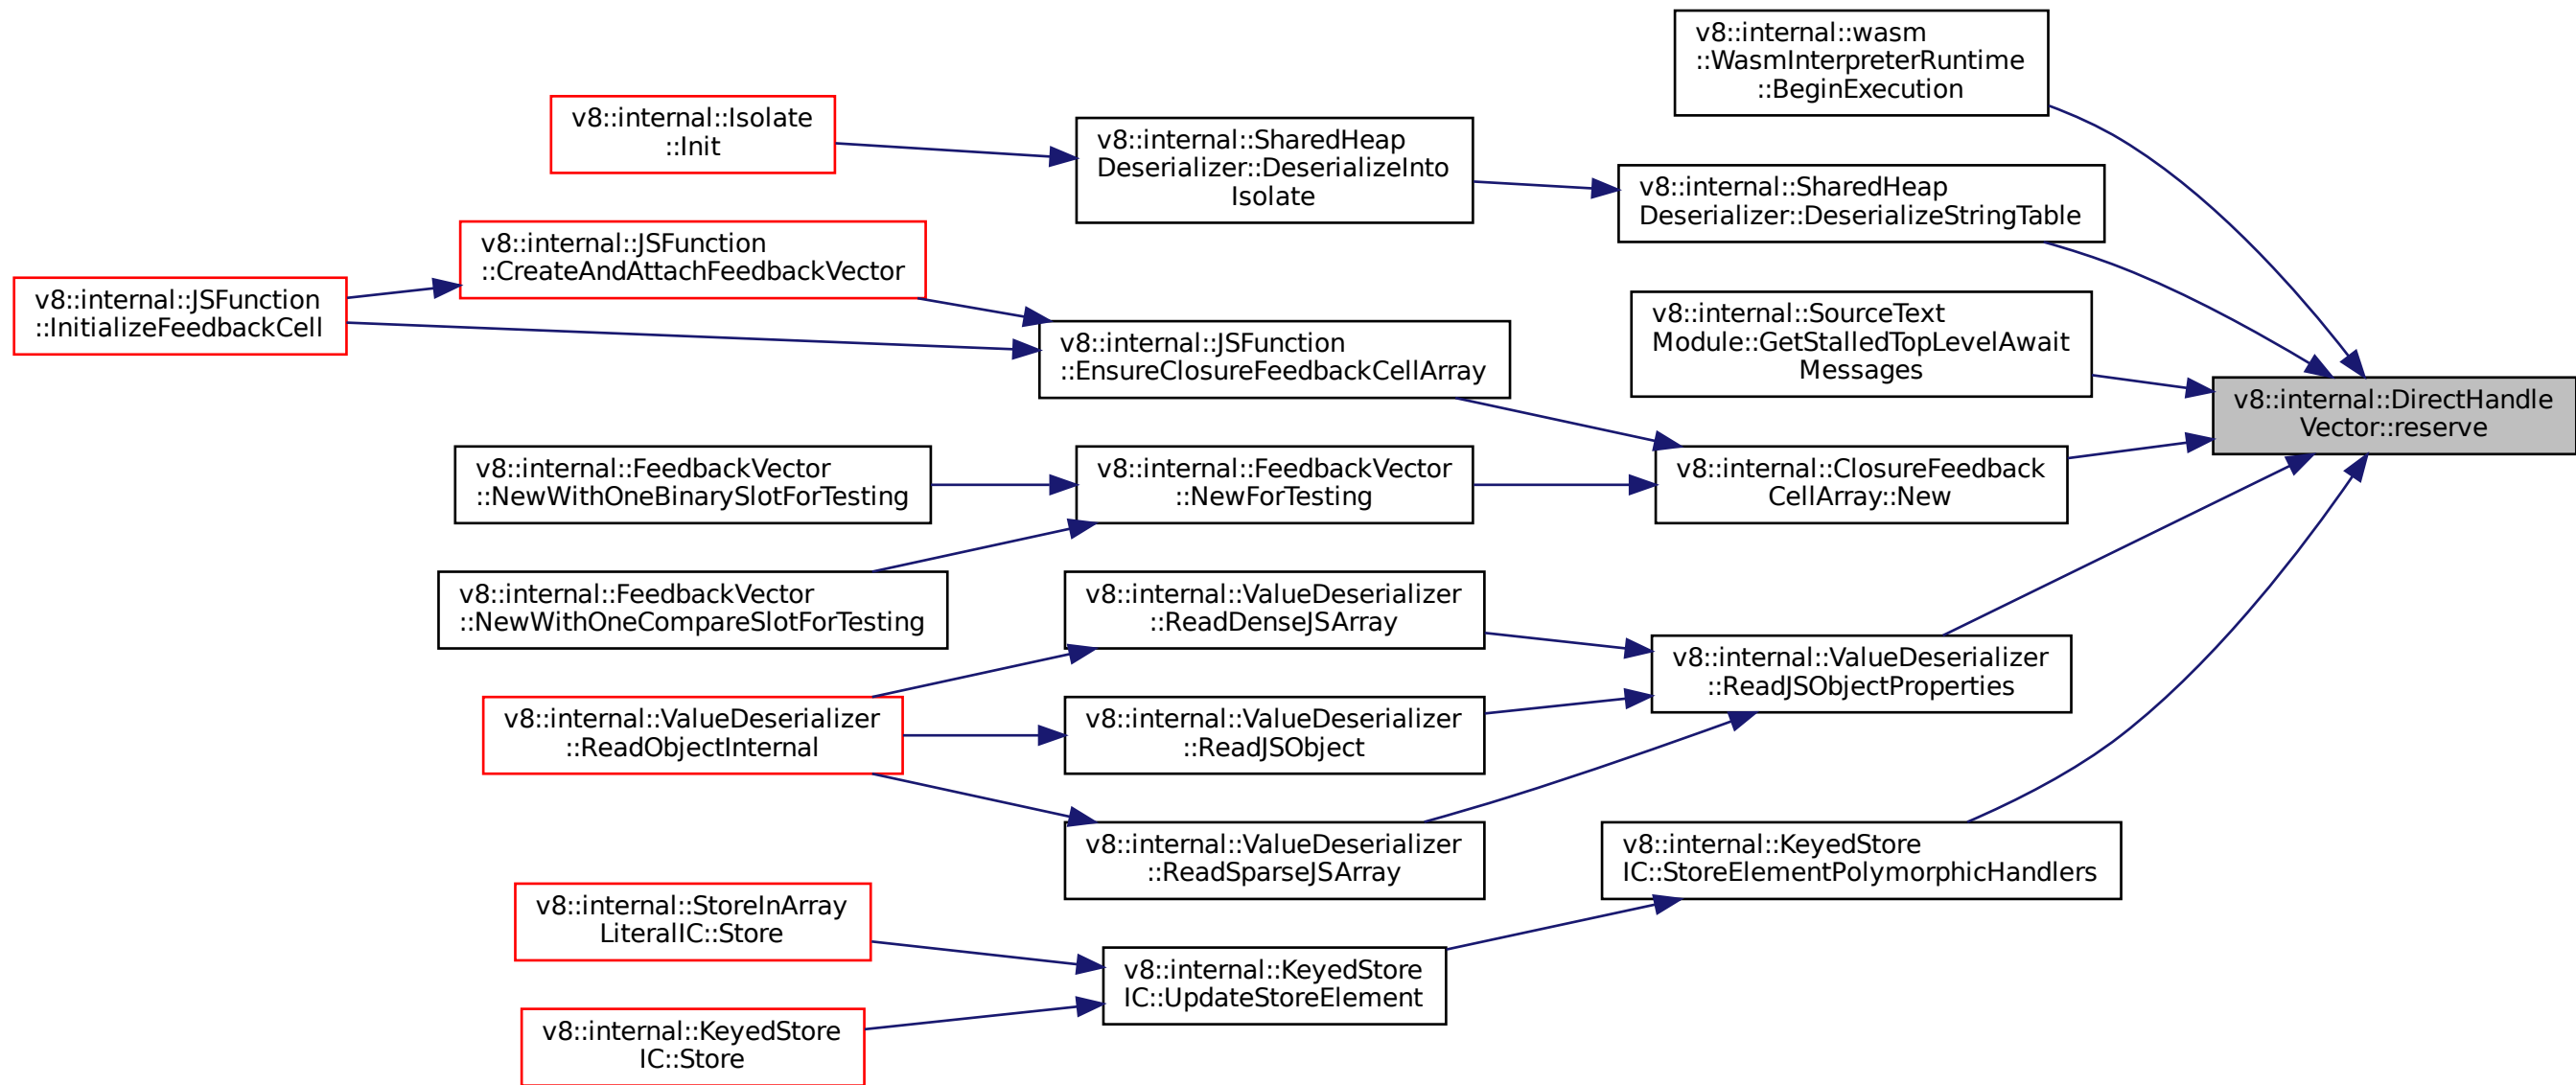 v8::internal::wasm
::WasmInterpreterRuntime
::BeginExecution
v8::internal::Isolate
::Init
v8::internal::SharedHeap
Deserializer::DeserializeInto
Isolate
v8::internal::SharedHeap
Deserializer::DeserializeStringTable
v8::internal::JSFunction
::CreateAndAttachFeedbackVector
v8::internal::JSFunction
::InitializeFeedbackCell
v8::internal::JSFunction
::EnsureClosureFeedbackCellArray
v8::internal::SourceText
Module::GetStalledTopLevelAwait
Messages
v8::internal::DirectHandle
Vector::reserve
v8::internal::FeedbackVector
::NewWithOneBinarySlotForTesting
v8::internal::FeedbackVector
::NewForTesting
v8::internal::ClosureFeedback
CellArray::New
v8::internal::FeedbackVector
::NewWithOneCompareSlotForTesting
v8::internal::ValueDeserializer
::ReadDenseJSArray
v8::internal::ValueDeserializer
::ReadJSObjectProperties
v8::internal::ValueDeserializer
::ReadObjectInternal
v8::internal::ValueDeserializer
::ReadJSObject
v8::internal::ValueDeserializer
::ReadSparseJSArray
v8::internal::KeyedStore
IC::StoreElementPolymorphicHandlers
v8::internal::StoreInArray
LiteralIC::Store
v8::internal::KeyedStore
IC::UpdateStoreElement
v8::internal::KeyedStore
IC::Store